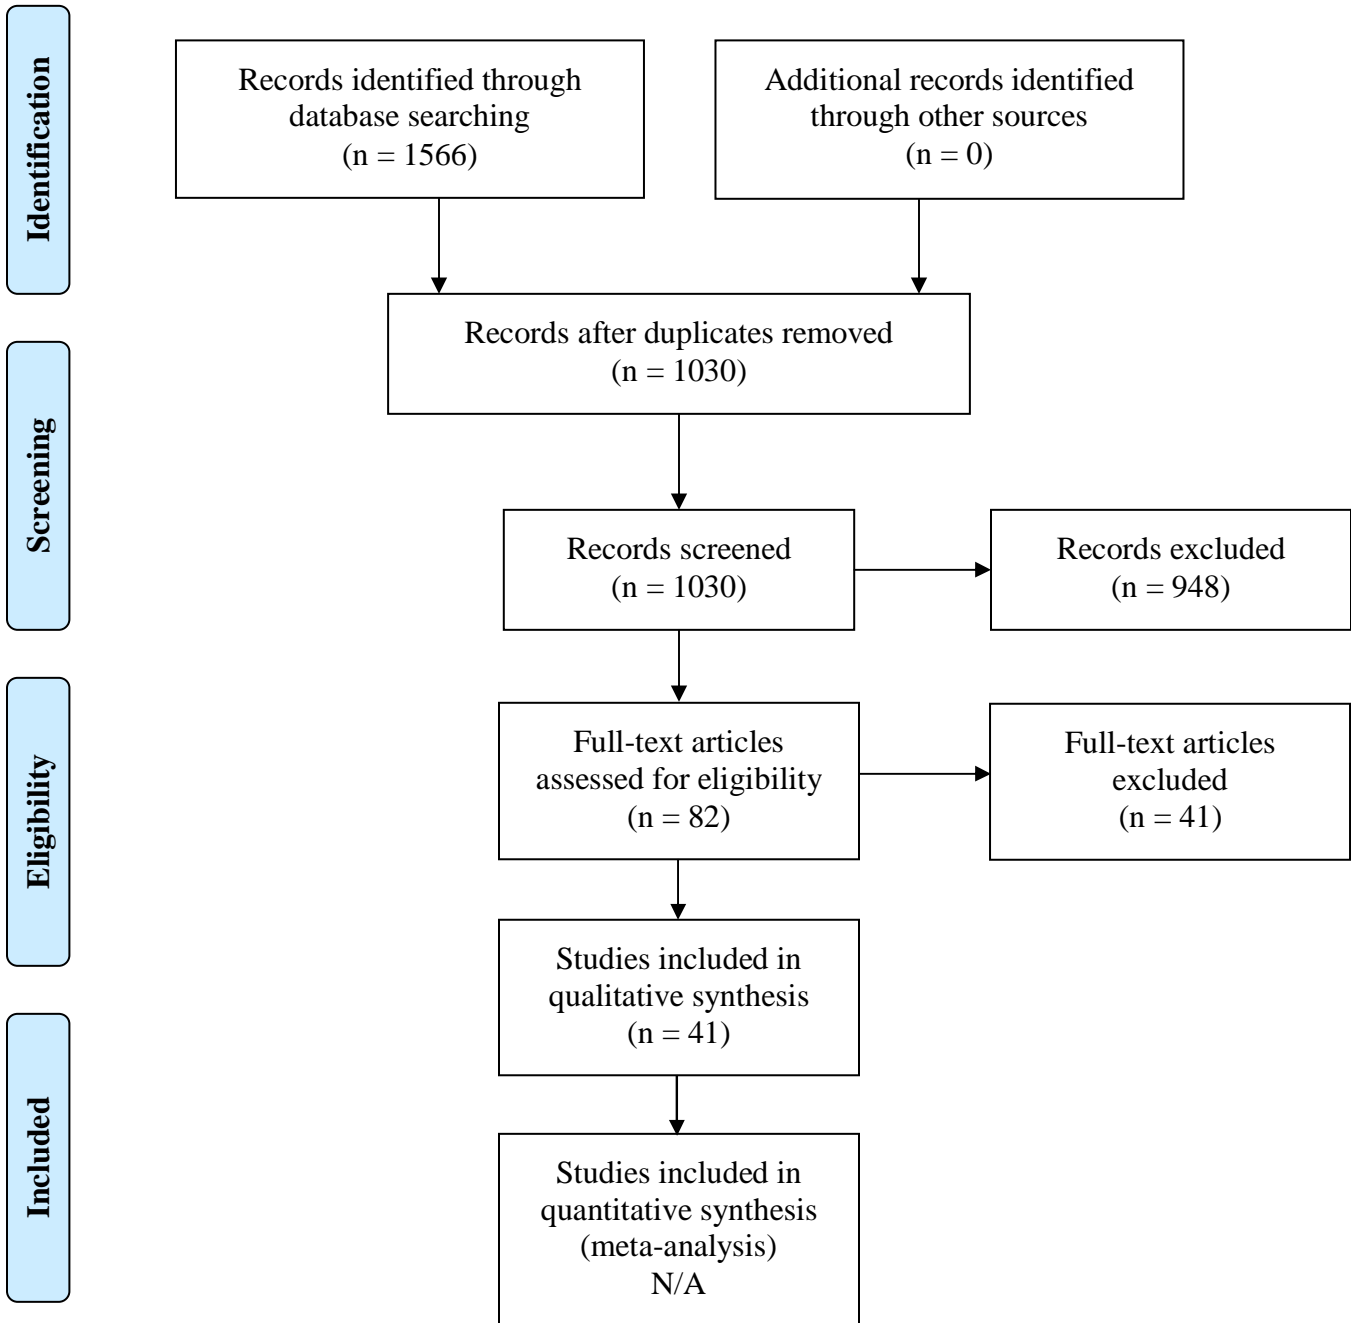 Identification
Records identified through
database searching
(n = 1566)
Additional records identified
through other sources
(n = 0)
Records after duplicates removed
(n = 1030)
Screening
Records screened
(n = 1030)
Records excluded
(n = 948)
Eligibility
Full-text articles
assessed for eligibility
(n = 82)
Full-text articles
excluded
(n = 41)
Studies included in
qualitative synthesis
(n = 41)
Included
Studies included in
quantitative synthesis
(meta-analysis)
N/A